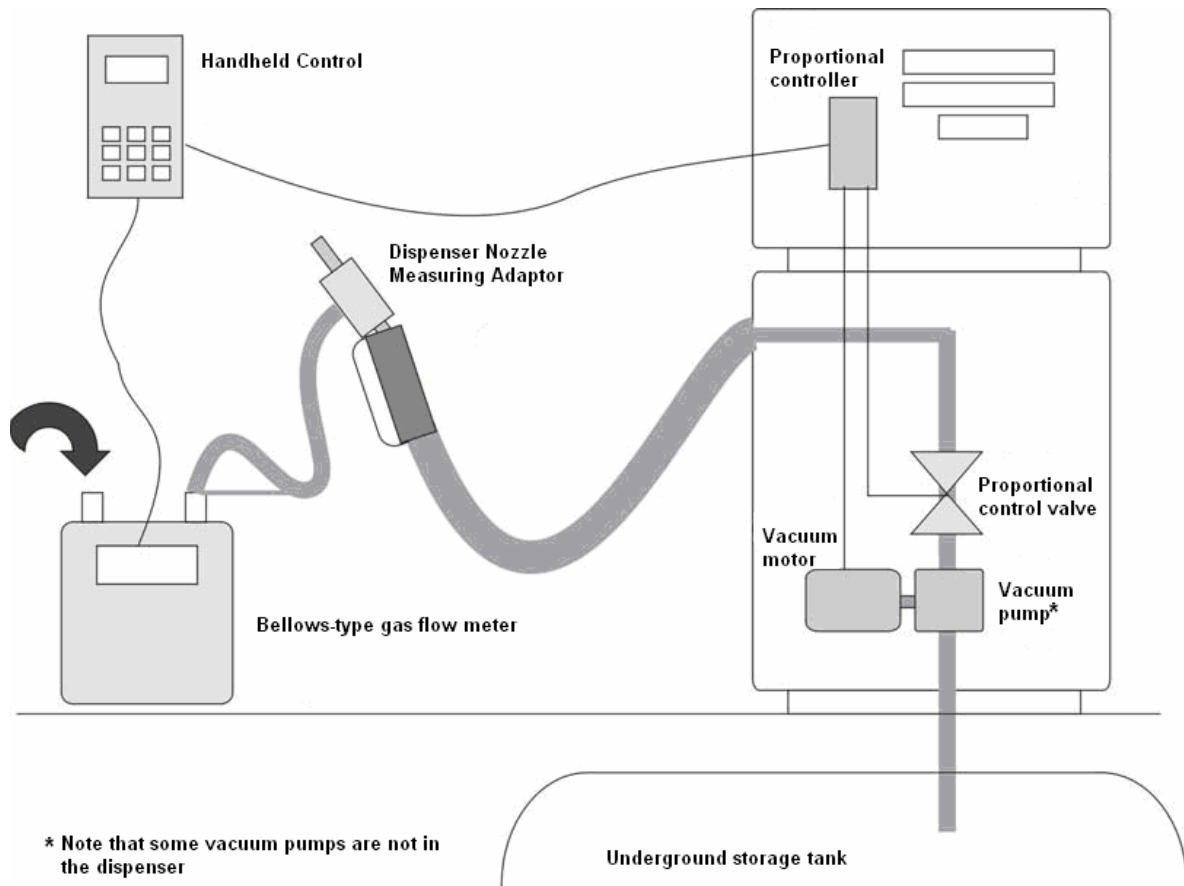 Handheld Control
Proportional
controller
Dispenser Nozzle
Measuring Adaptor
Proportional
control valve
Vacuum
motor
Vacuum
pump*
Bellows-type gas flow meter
* Note that some vacuum pumps are not in
the dispenser
Underground storage tank